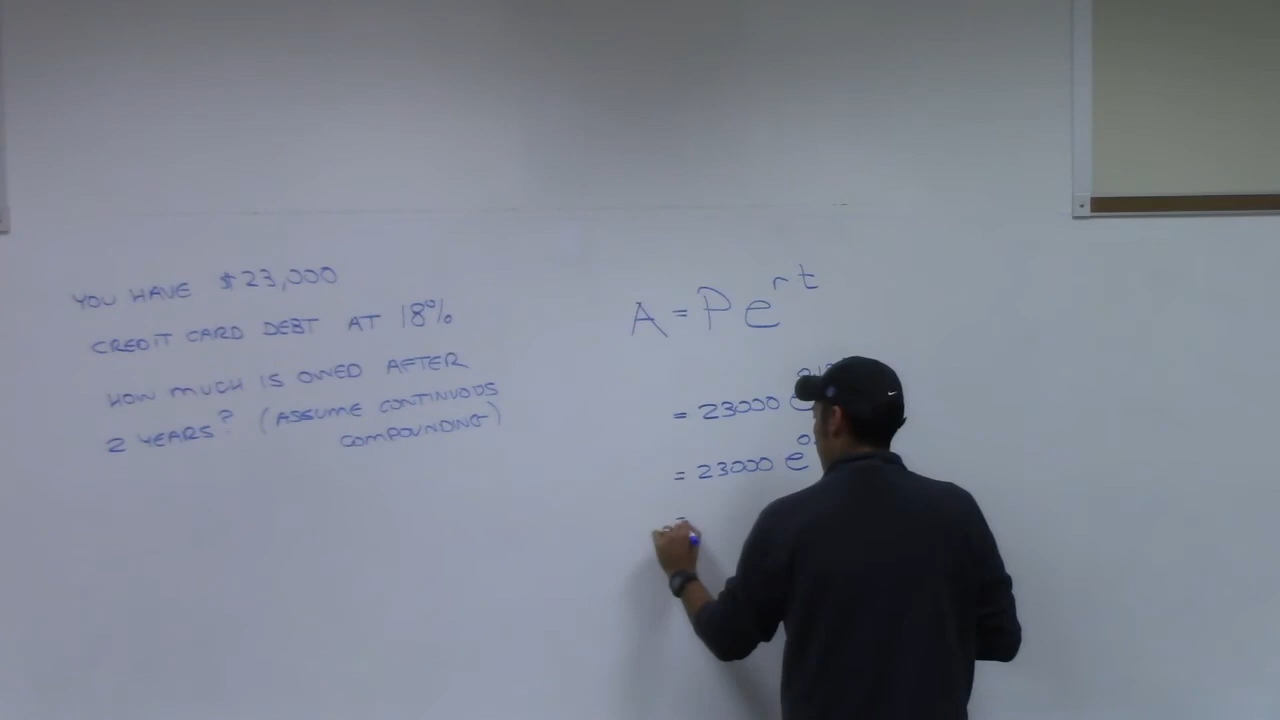 YOU HAVE $23,000
CREDIT CARD DEBT AT 18%
HOW MUCH IS OWED AFTER
2 YEARS? (ASSUME CONTINUOUS
COMPOUNDING)
A = Pe^rt
= 23000 e
= 23000 e
=